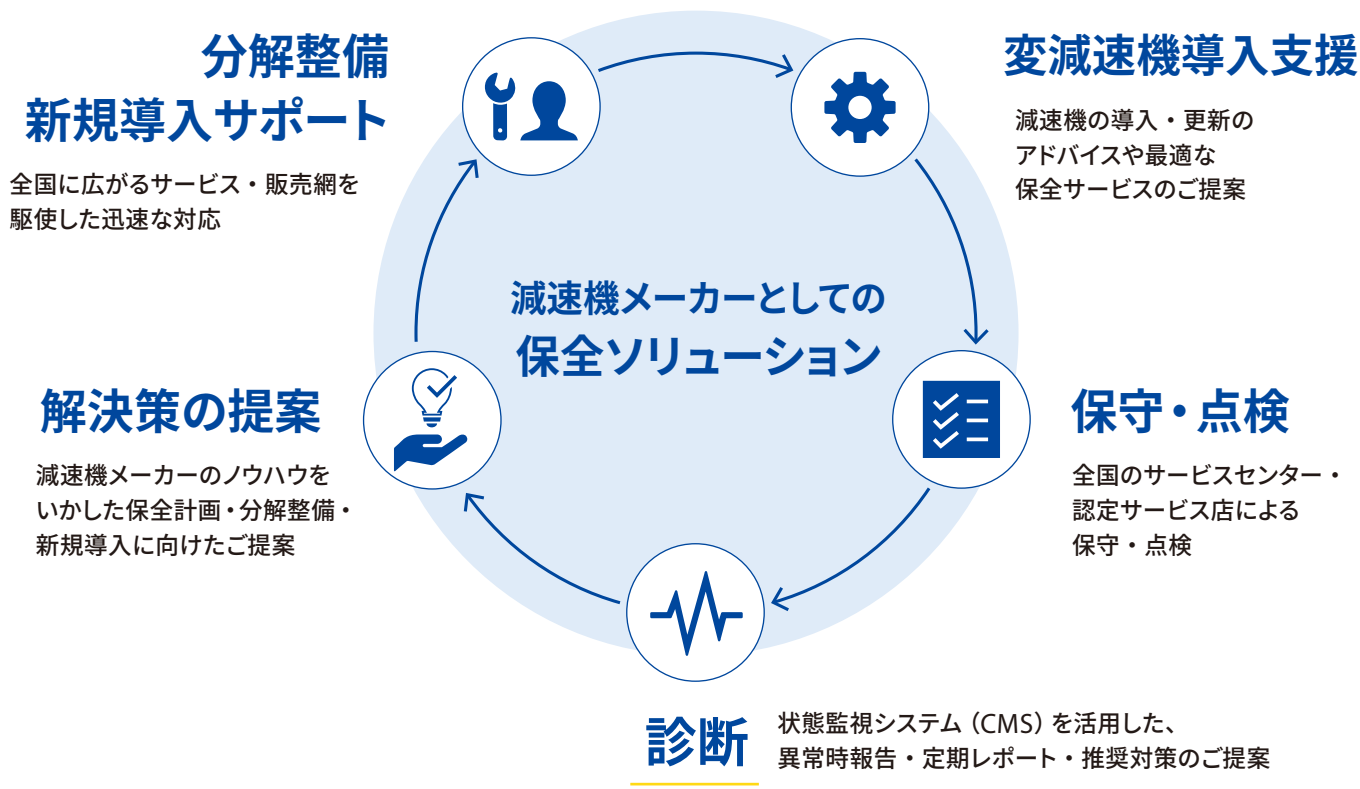 分解整備
新規導入サポート
全国に広がるサービス・販売網を
駆使した迅速な対応
変減速機導入支援
減速機の導入・更新の
アドバイスや最適な
保全サービスのご提案
減速機メーカーとしての
保全ソリューション
解決策の提案
減速機メーカーのノウハウを
いかした保全計画・分解整備・
新規導入に向けたご提案
保守・点検
全国のサービスセンター・
認定サービス店による
保守・点検
診断
状態監視システム（CMS）を活用した、
異常時報告・定期レポート・推奨対策のご提案